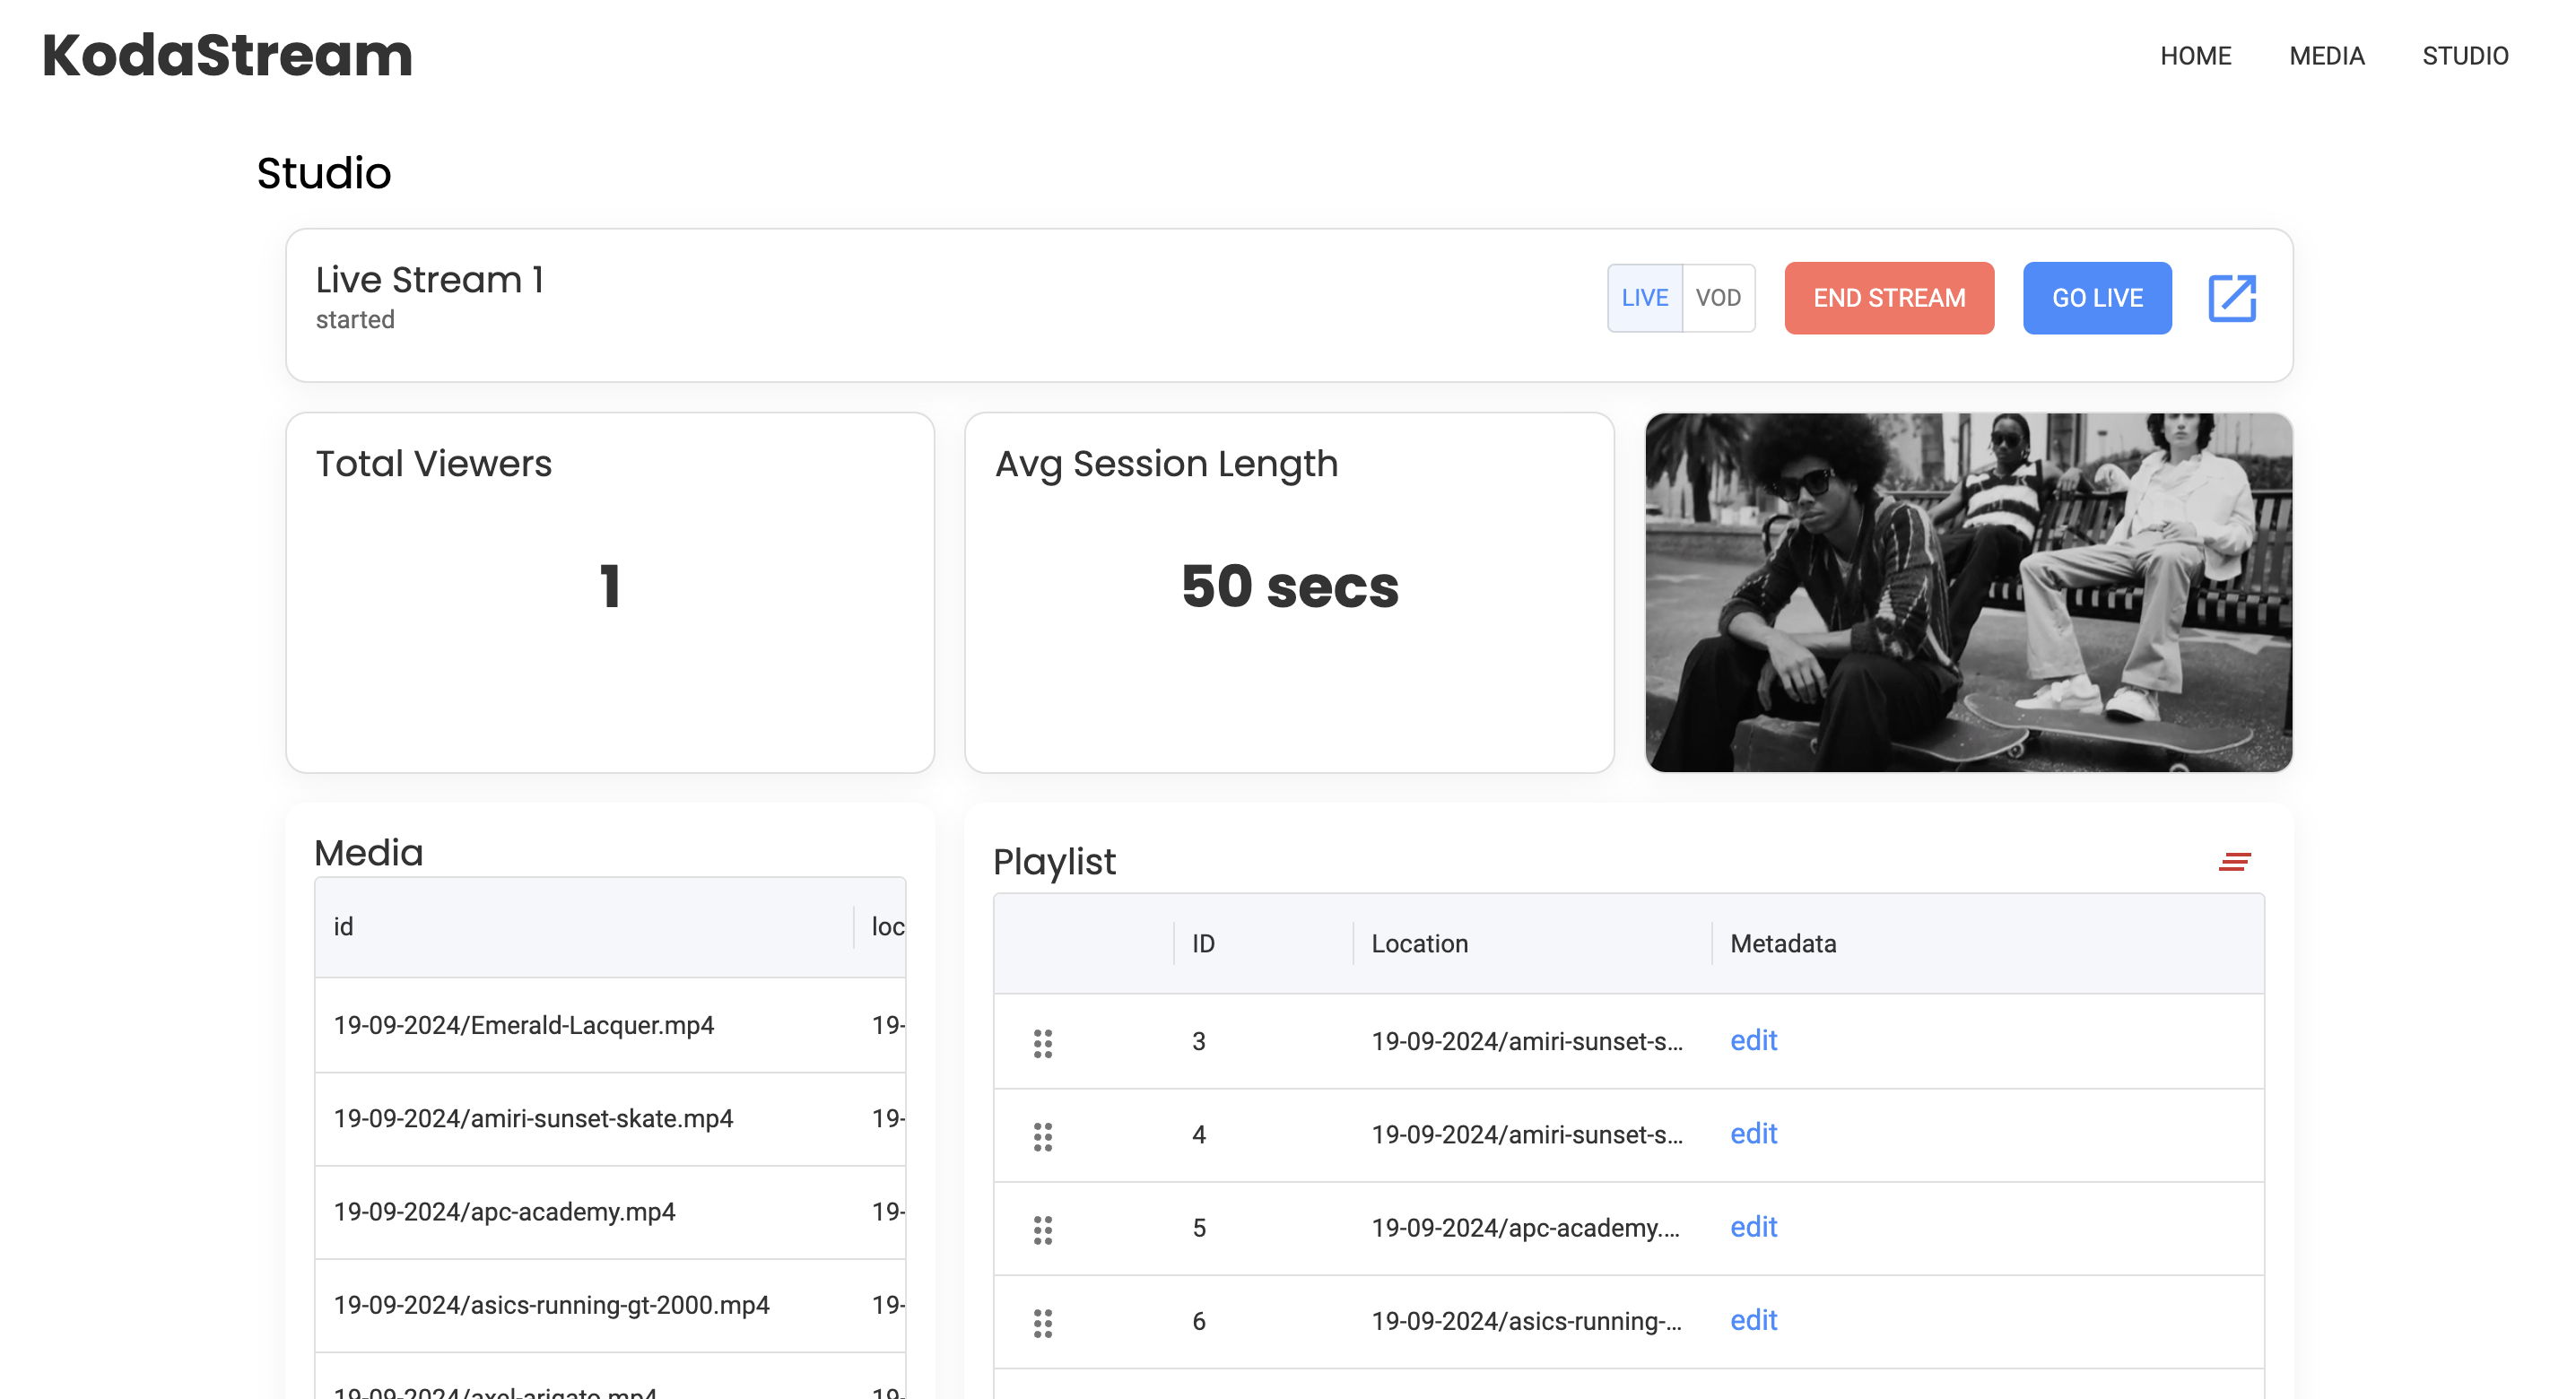 KodaStream
HOME MEDIA STUDIO
Studio
Live Stream 1
started
LIVE VOD END STREAM GO LIVE
Total Viewers
1
Avg Session Length
50 secs
Media
id loc
19-09-2024/Emerald-Lacquer.mp4 19-
19-09-2024/amiri-sunset-skate.mp4 19-
19-09-2024/apc-academy.mp4 19-
19-09-2024/asics-running-gt-2000.mp4 19-
19-09-2024/axel-arigato.mp4 19-
Playlist
ID Location Metadata
3 19-09-2024/amiri-sunset-s... edit
4 19-09-2024/amiri-sunset-s... edit
5 19-09-2024/apc-academy.... edit
6 19-09-2024/asics-running-... edit